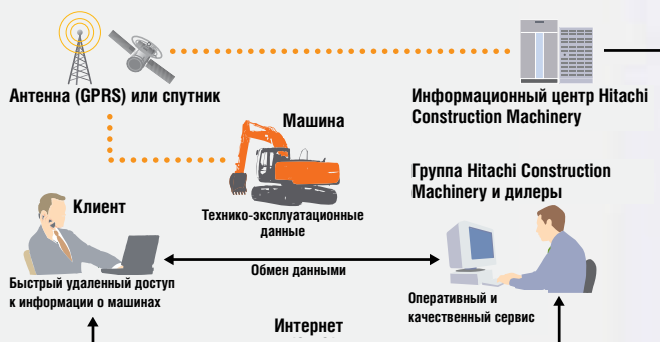 Антенна (GPRS) или спутник
Информационный центр Hitachi
Construction Machinery
Машина
Группа Hitachi Construction
Machinery и дилеры
Клиент
Технико-эксплуатационные
данные
Обмен данными
Быстрый удаленный доступ
к информации о машинах
Оперативный и
качественный сервис
Интернет